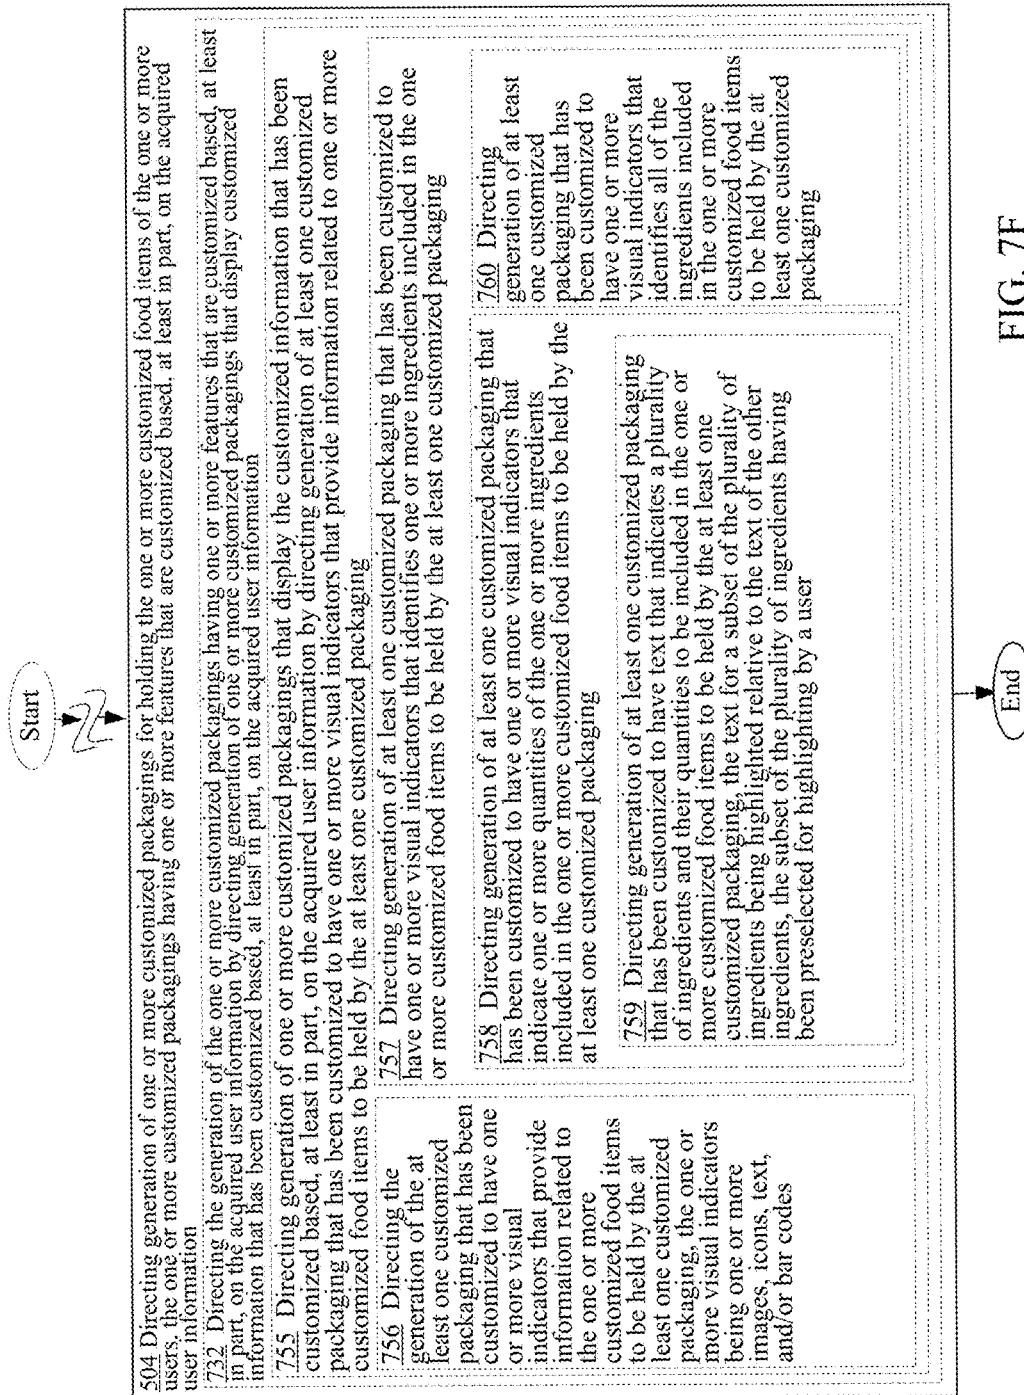 Start
504 Directing generation of one or more customized packagings for holding the one or more customized food items of the one or more
users, the one or more customized packagings having one or more features that are customized based, at least in part, on the acquired
user information
732 Directing the generation of the one or more customized packagings having one or more features that are customized based, at least
in part, on the acquired user information by directing generation of one or more customized packagings that display customized
information that has been customized based, at least in part, on the acquired user information
755 Directing generation of one or more customized packagings that display the customized information that has been
customized based, at least in part, on the acquired user information by directing generation of at least one customized
packaging that has been customized to have one or more visual indicators that provide information related to one or more
customized food items to be held by the at least one customized packaging
756 Directing the
generation of the at
least one customized
packaging that has been
customized to have one
or more visual
indicators that provide
information related to
the one or more
customized food items
to be held by the at
least one customized
packaging, the one or
more visual indicators
being one or more
images, icons, text,
and/or bar codes
757 Directing generation of at least one customized packaging that has been customized to
have one or more visual indicators that identifies one or more ingredients included in the one
or more customized food items to be held by the at least one customized packaging
758 Directing generation of at least one customized packaging that
has been customized to have one or more visual indicators that
indicate one or more quantities of the one or more ingredients
included in the one or more customized food items to be held by the
at least one customized packaging
759 Directing generation of at least one customized packaging
that has been customized to have text that indicates a plurality
of ingredients and their quantities to be included in the one or
more customized food items to be held by the at least one
customized packaging, the text for a subset of the plurality of
ingredients being highlighted relative to the text of the other
ingredients, the subset of the plurality of ingredients having
been preselected for highlighting by a user
760 Directing
generation of at least
one customized
packaging that has
been customized to
have one or more
visual indicators that
identifies all of the
ingredients included
in the one or more
customized food items
to be held by the at
least one customized
packaging
End
FIG. 7F